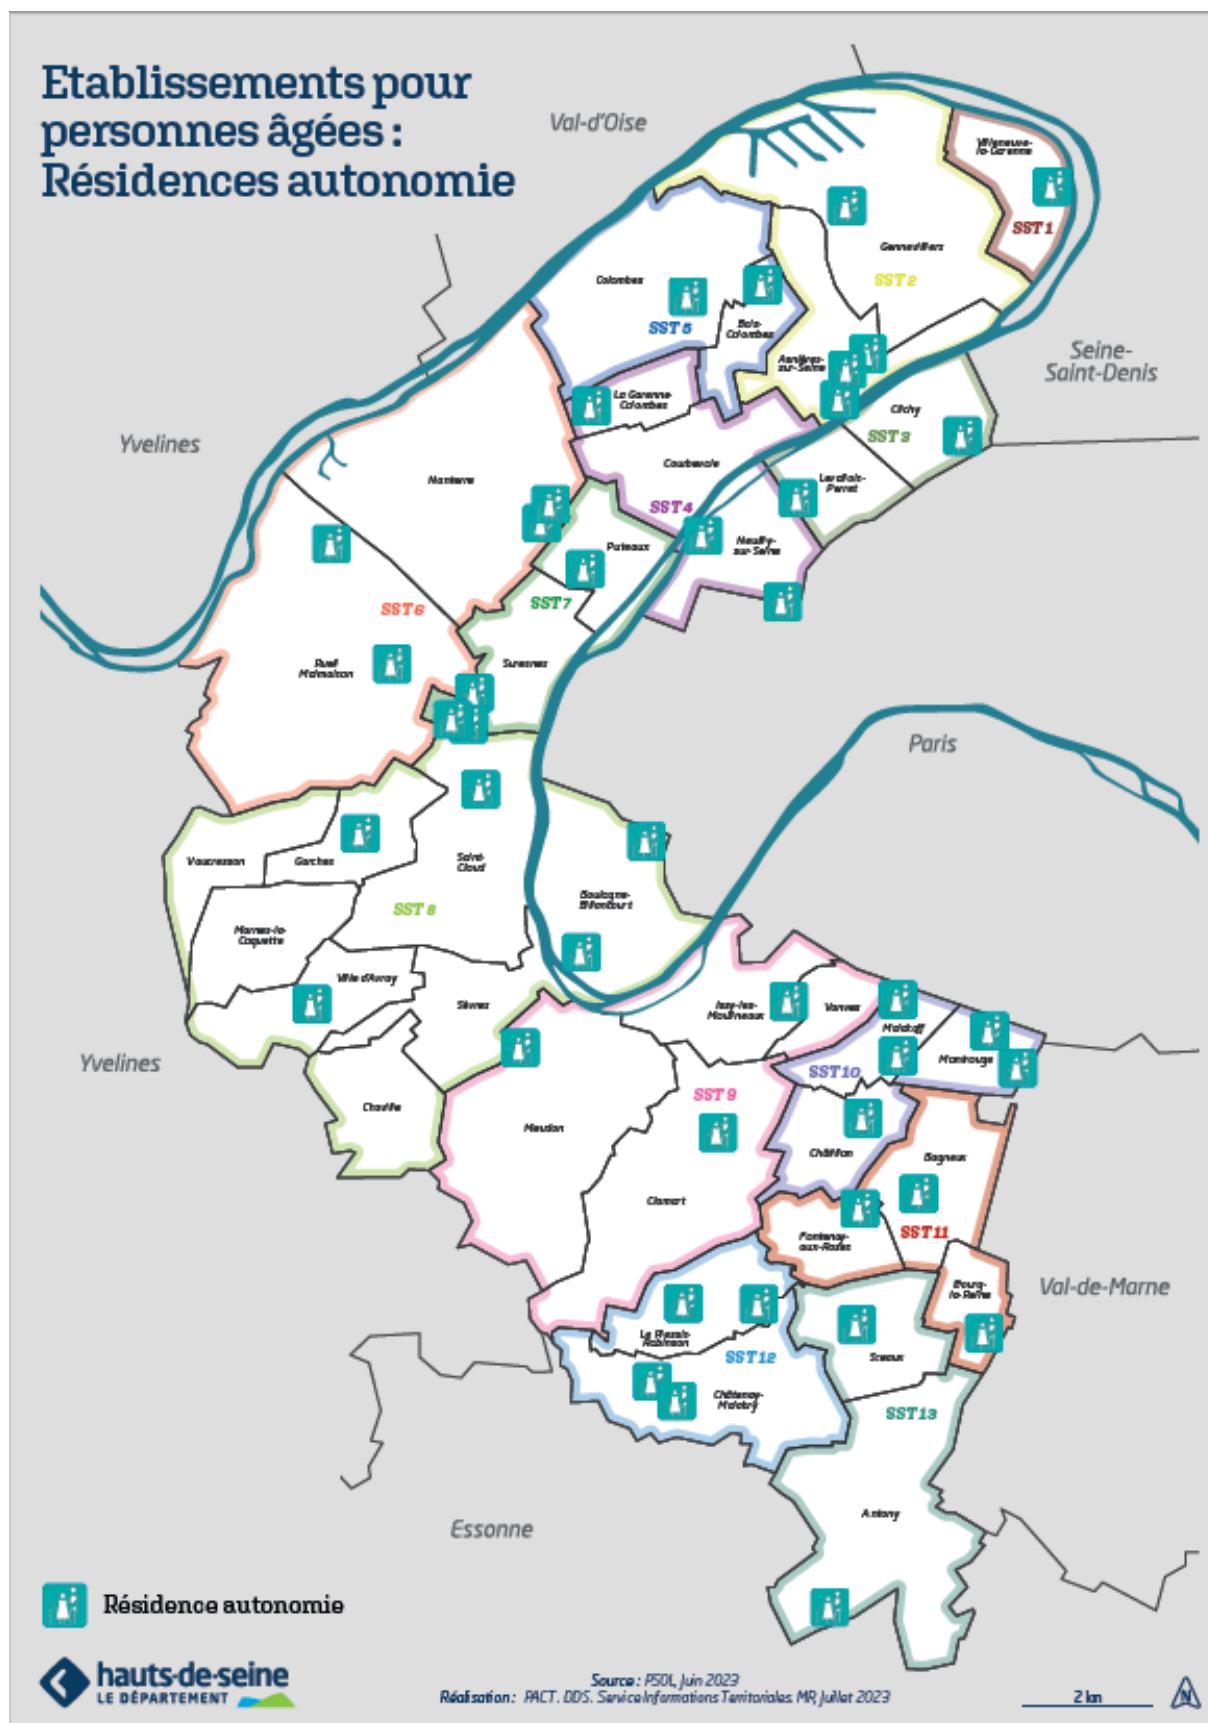 Etablissements pour
personnes âgées :
Résidences autonomie
Val-d'Oise
Villeneuve-
la-Garenne
SST 1
Gennevilliers
SST 2
Colombes
SST 5
Bois-
Colombes
Asnières-
sur-Seine
Seine-
Saint-Denis
La Garenne-
Colombes
Clichy
SST 3
Yvelines
Courbevoie
Nanterre
Levallois-
Perret
SST 4
Puteaux
Neuilly-
sur-Seine
SST 6
SST 7
Rueil
Malmaison
Suresnes
Paris
Vaucresson
Garches
Saint-
Cloud
Boulogne-
Billancourt
SST 8
Marnes-la-
Coquette
Ville d'Avray
Sèvres
Issy-les-
Moulineaux
Vanves
Malakoff
Montrouge
Yvelines
SST 10
SST 9
Chaville
Meudon
Châtillon
Bagneux
Clamart
Fontenay-
aux-Roses
SST 11
Bourg-
la-Reine
Val-de-Marne
Le Plessis-
Robinson
SST 12
Sceaux
Châtenay-
Malabry
SST 13
Antony
Essonne
Résidence autonomie
hauts-de-seine
LE DÉPARTEMENT
Source : PSOL, Juin 2023
Réalisation : PACT. DDS. Service Informations Territoriales. MR, Juillet 2023
2 km
N